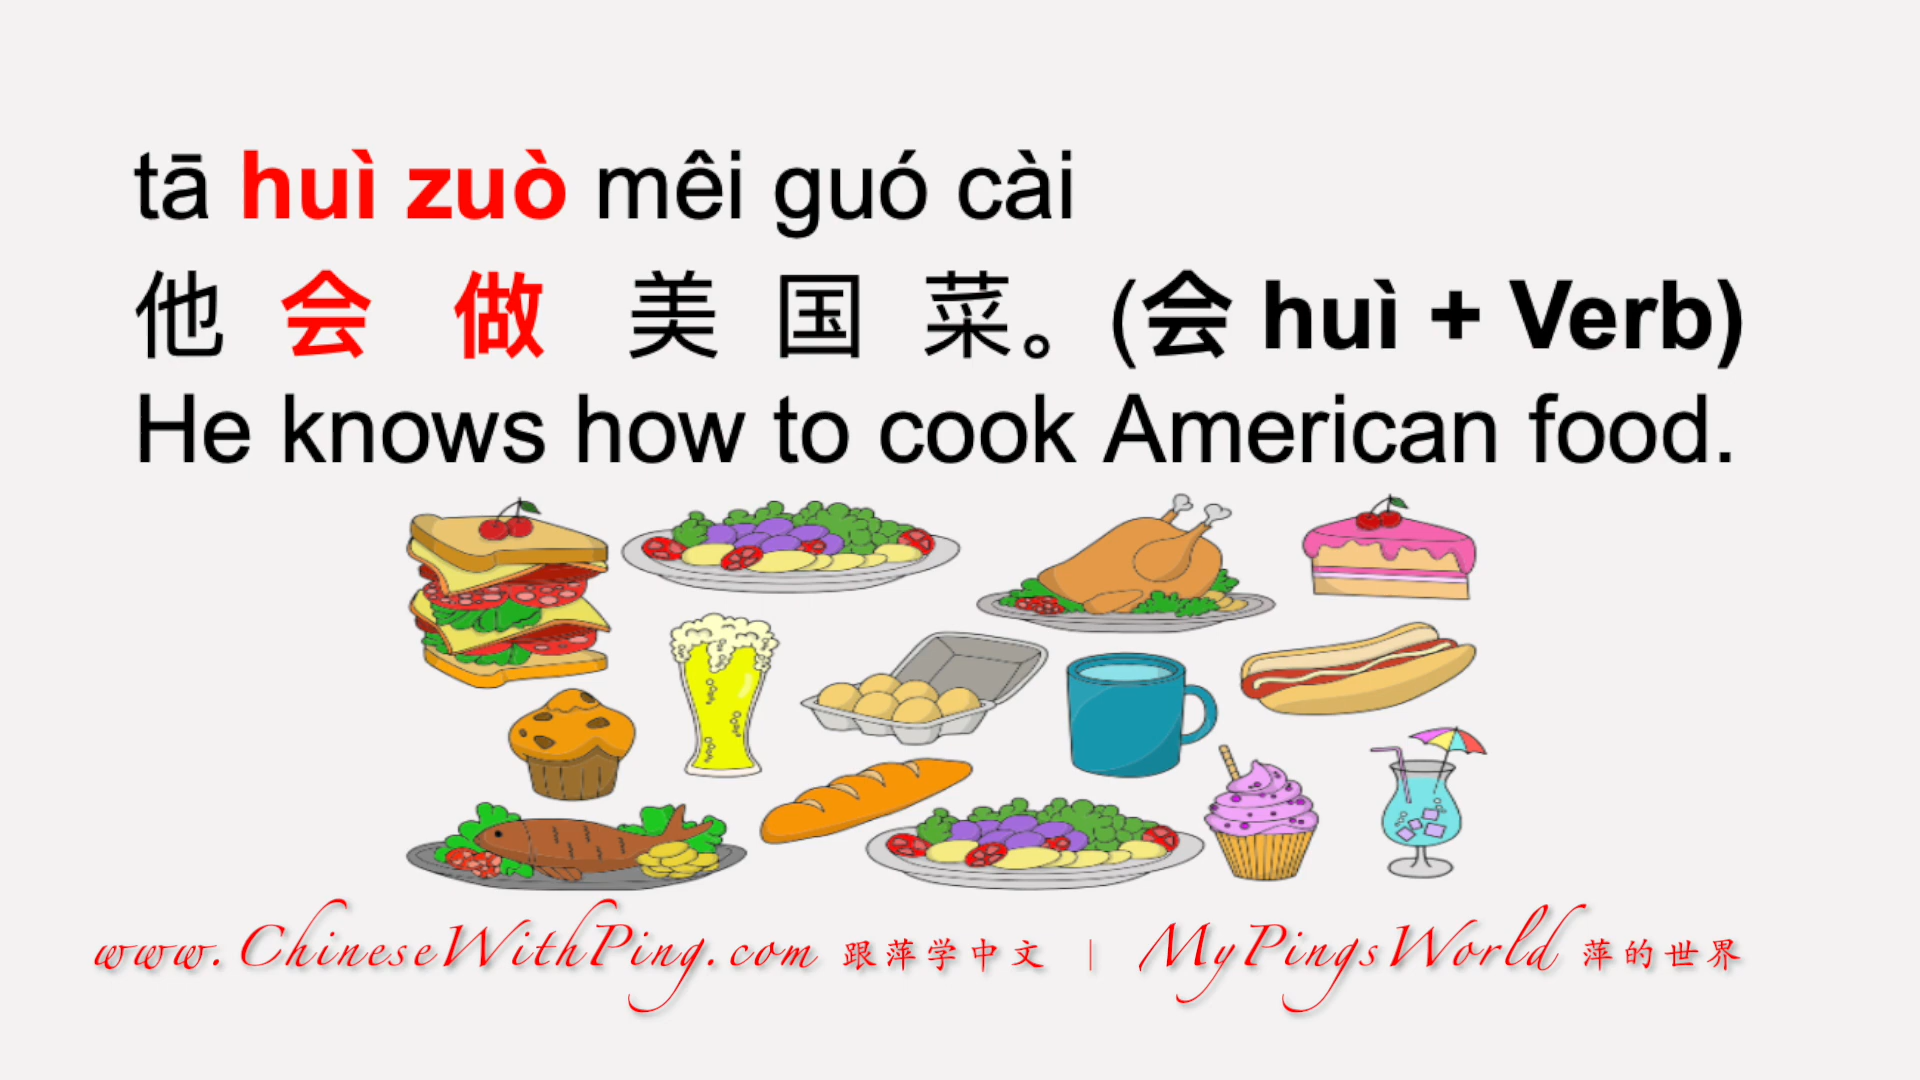 tā huì zuò mêi guó cài
他 会 做 美 国 菜。(会 huì + Verb)
He knows how to cook American food.
www.ChineseWithPing.com 跟萍学中文 | MyPingsWorld 萍的世界